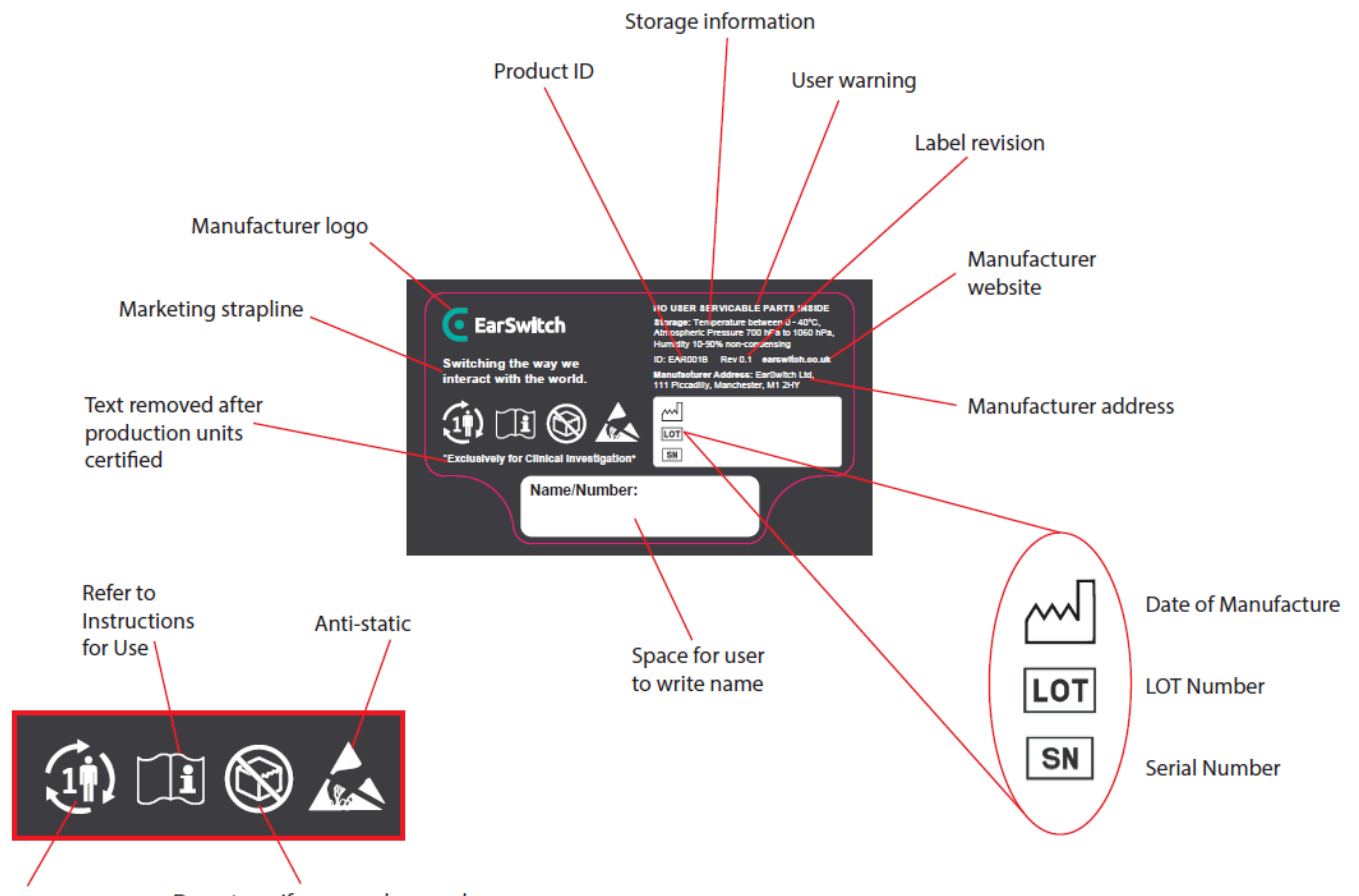 Storage information
Product ID
User warning
Label revision
Manufacturer logo
Manufacturer
website
Marketing strapline
Text removed after
production units
certified
Manufacturer address
EarSwitch
Switching the way we
interact with the world.
1
*Exclusively for Clinical Investigation*
NO USER SERVICABLE PARTS INSIDE
Storage: Temperature between 0 - 40°C,
Atmospheric Pressure 700 hPa to 1060 hPa,
Humidity 10-90% non-condensing
ID: EAR001B Rev 0.1 earswitch.co.uk
Manufacturer Address: EarSwitch Ltd,
111 Piccadilly, Manchester, M1 2HY
LOT
SN
Name/Number:
Refer to
Instructions
for Use
Anti-static
Space for user
to write name
Date of Manufacture
LOT
LOT Number
SN
Serial Number
1